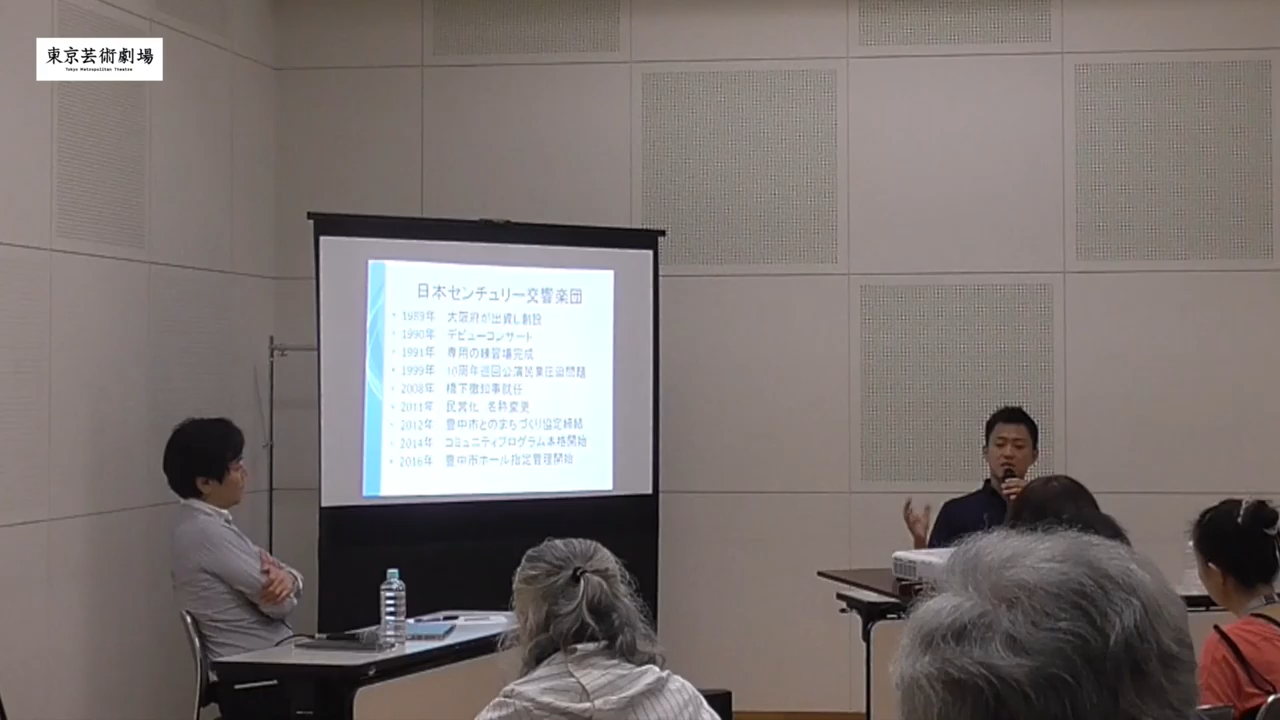 東京芸術劇場
Tokyo Metropolitan Theatre
日本センチュリー交響楽団
• 1989年 大阪府が出資し創設
• 1990年 デビューコンサート
• 1991年 専用の練習場完成
• 1999年 10周年巡回公演民業圧迫問題
• 2008年 橋下徹知事就任
• 2011年 民営化 名称変更
• 2012年 豊中市とのまちづくり協定締結
• 2014年 コミュニティプログラム本格開始
• 2016年 豊中市ホール指定管理開始